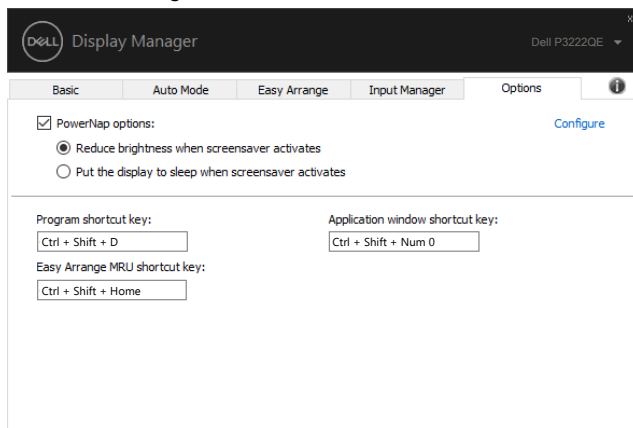 DELL Display Manager
Dell P3222QE
x
Basic Auto Mode Easy Arrange Input Manager Options
PowerNap options:
Configure
Reduce brightness when screensaver activates
Put the display to sleep when screensaver activates
Program shortcut key:
Application window shortcut key:
Ctrl + Shift + D
Ctrl + Shift + Num 0
Easy Arrange MRU shortcut key:
Ctrl + Shift + Home